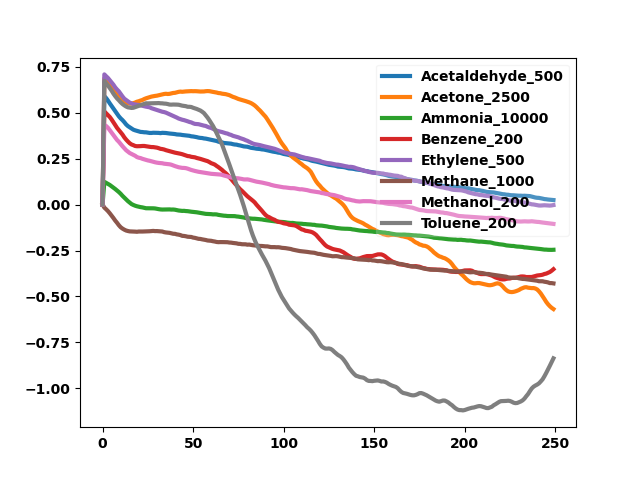 0.75
0.50
0.25
0.00
−0.25
−0.50
−0.75
−1.00
0
50
100
150
200
250
Acetaldehyde_500
Acetone_2500
Ammonia_10000
Benzene_200
Ethylene_500
Methane_1000
Methanol_200
Toluene_200